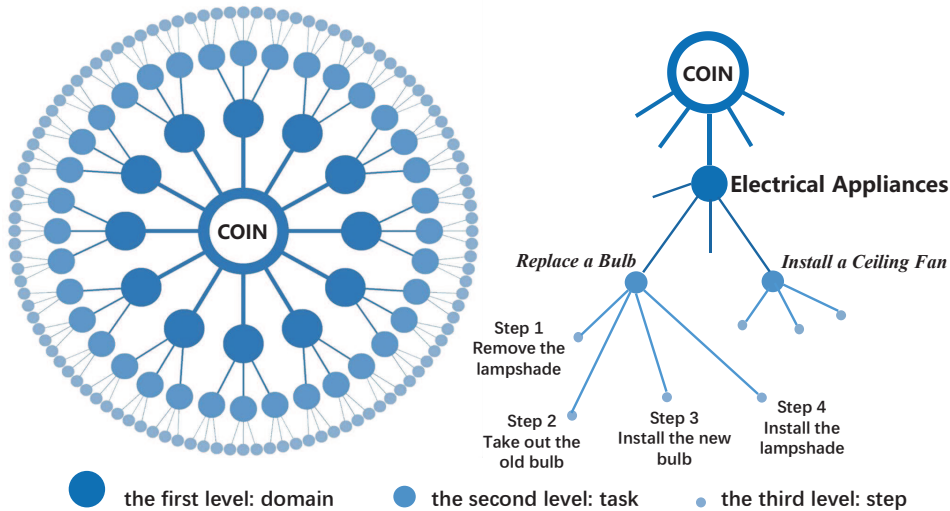 COIN
COIN
Electrical Appliances
Replace a Bulb
Install a Ceiling Fan
Step 1
Remove the
lampshade
Step 2
Take out the
old bulb
Step 3
Install the new
bulb
Step 4
Install the
lampshade
the first level: domain
the second level: task
the third level: step